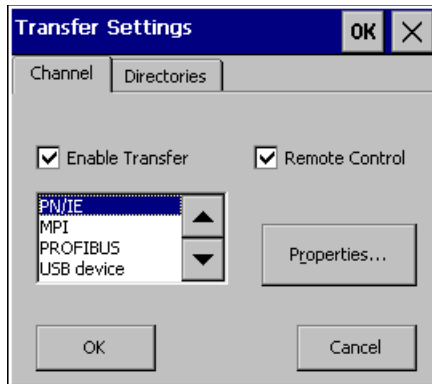 Transfer Settings OK
Channel Directories
Enable Transfer Remote Control
PN/IE
MPI
PROFIBUS
USB device
Properties...
OK Cancel